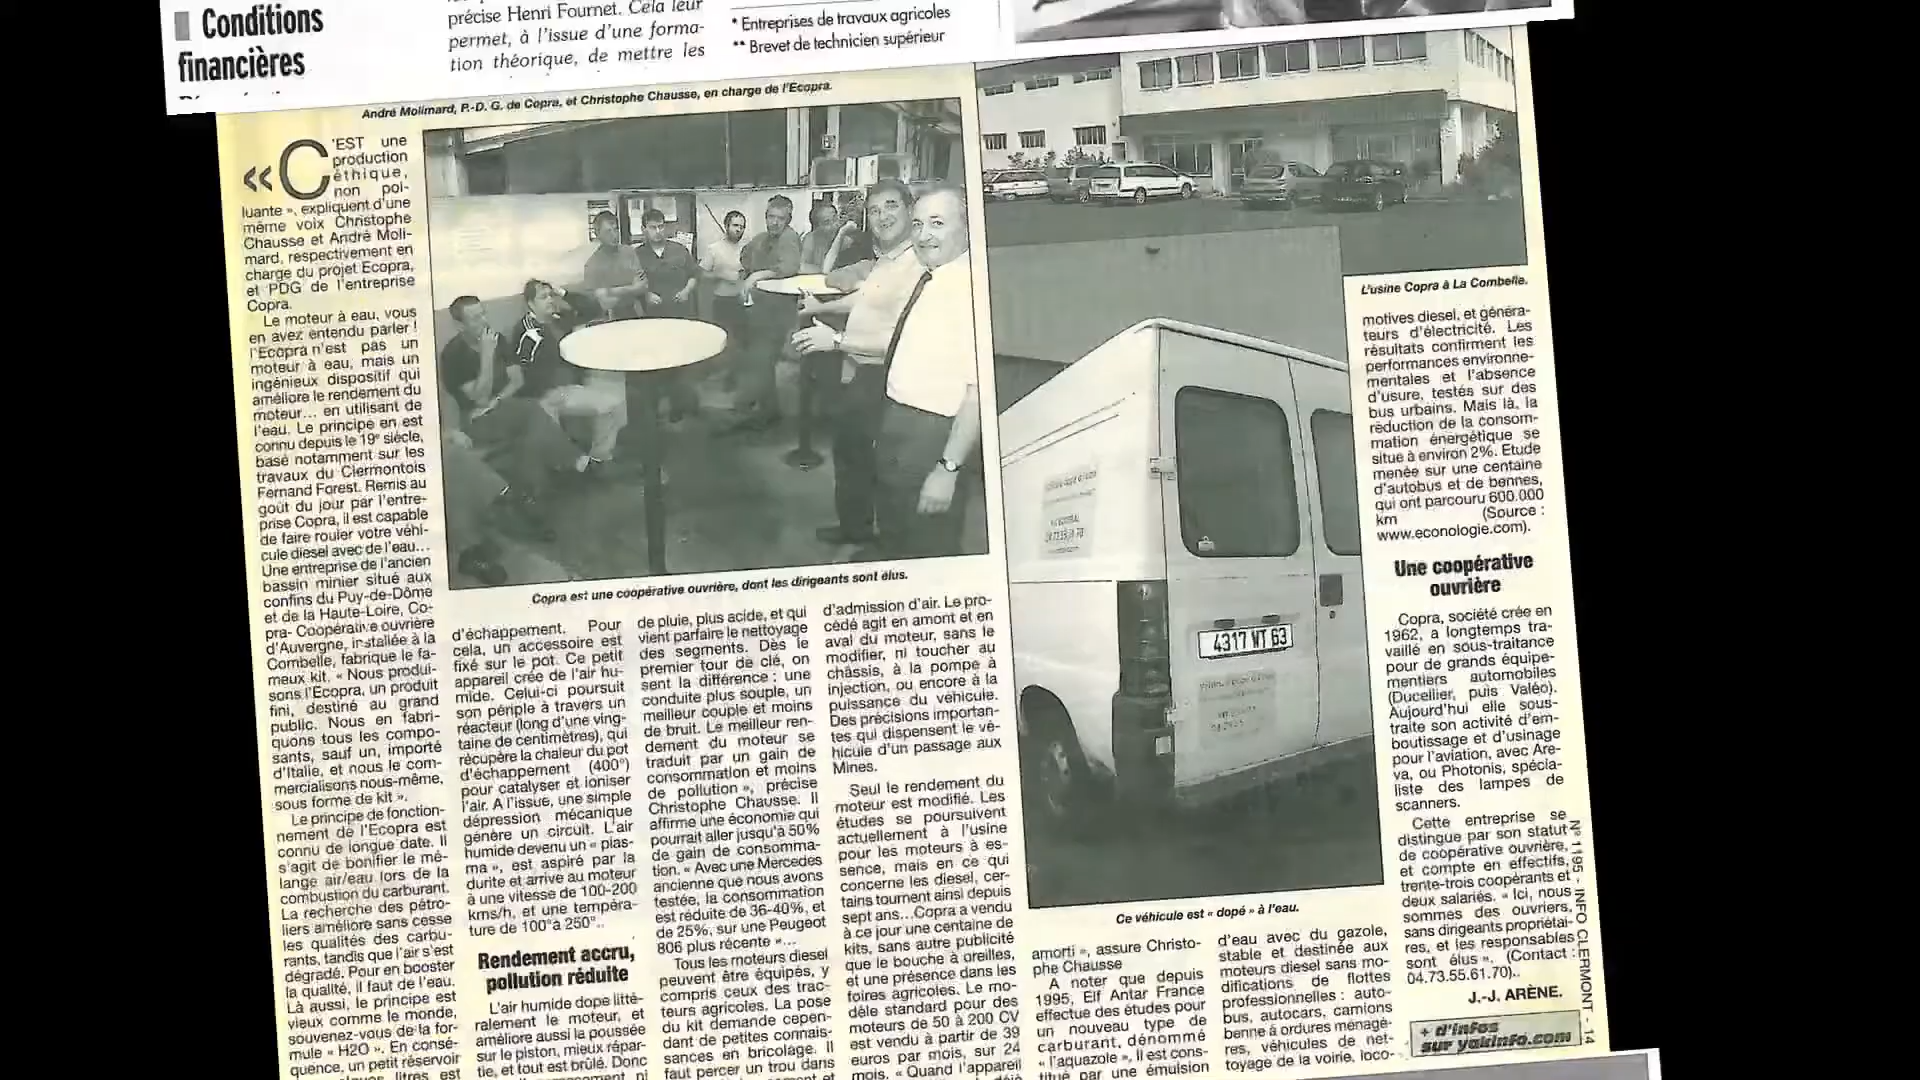 Conditions
financières
précise Henri Fournet. Cela leur
permet, à l'issue d'une forma-
tion théorique, de mettre les
* Entreprises de travaux agricoles
** Brevet de technicien supérieur
André Molimard, P.-D. G. de Copra, et Christophe Chausse, en charge de l'Ecopra.
« C'EST une
production
éthique,
non pol-
luante », expliquent d'une
même voix Christophe
Chausse et André Moli-
mard, respectivement en
charge du projet Ecopra,
et PDG de l'entreprise
Copra.
Le moteur à eau, vous
en avez entendu parler !
l'Ecopra n'est pas un
moteur à eau, mais un
ingénieux dispositif qui
améliore le rendement du
moteur... en utilisant de
l'eau. Le principe en est
connu depuis le 19e siècle,
basé notamment sur les
travaux du Clermontois
Fernand Forest. Remis au
goût du jour par l'entre-
prise Copra, il est capable
de faire rouler votre véhi-
cule diesel avec de l'eau...
Une entreprise de l'ancien
bassin minier situé aux
confins du Puy-de-Dôme
et de la Haute-Loire, Co-
pra- Coopérative ouvrière
d'Auvergne, installée à la
Combelle, fabrique le fa-
meux kit. « Nous produi-
sons l'Ecopra, un produit
fini, destiné au grand
public. Nous en fabri-
quons tous les compo-
sants, sauf un, importé
d'Italie, et nous le com-
mercialisons nous-même,
sous forme de kit ».
Le principe de fonction-
nement de l'Ecopra est
connu de longue date. Il
s'agit de bonifier le mé-
lange air/eau lors de la
combustion du carburant.
La recherche des pétro-
liers améliore sans cesse
les qualités des carbu-
rants, tandis que l'air s'est
dégradé. Pour en booster
la qualité, il faut de l'eau.
Là aussi, le principe est
vieux comme le monde,
souvenez-vous de la for-
mule « H2O ». En consé-
quence, un petit réservoir
litres est
Copra est une coopérative ouvrière, dont les dirigeants sont élus.
d'échappement. Pour
cela, un accessoire est
fixé sur le pot. Ce petit
appareil crée de l'air hu-
mide. Celui-ci poursuit
son périple à travers un
réacteur (long d'une ving-
taine de centimètres), qui
récupère la chaleur du pot
d'échappement (400°)
pour catalyser et ioniser
l'air. A l'issue, une simple
dépression mécanique
génère un circuit. L'air
humide devenu un « plas-
ma », est aspiré par la
durite et arrive au moteur
à une vitesse de 100-200
kms/h, et une tempéra-
ture de 100°à 250°..
Rendement accru,
pollution réduite
L'air humide dope litté-
ralement le moteur, et
améliore aussi la poussée
sur le piston, mieux répar-
tie, et tout est brûlé. Donc
ni
de pluie, plus acide, et qui
vient parfaire le nettoyage
des segments. Dès le
premier tour de clé, on
sent la différence : une
conduite plus souple, un
meilleur couple et moins
de bruit. Le meilleur ren-
dement du moteur se
traduit par un gain de
consommation et moins
de pollution », précise
Christophe Chausse. Il
affirme une économie qui
pourrait aller jusqu'à 50%
de gain de consomma-
tion. « Avec une Mercedes
ancienne que nous avons
testée, la consommation
est réduite de 36-40%, et
de 25%, sur une Peugeot
806 plus récente »...
Tous les moteurs diesel
peuvent être équipés, y
compris ceux des trac-
teurs agricoles. La pose
du kit demande cepen-
dant de petites connais-
sances en bricolage. Il
faut percer un trou dans
et
d'admission d'air. Le pro-
cédé agit en amont et en
aval du moteur, sans le
modifier, ni toucher au
châssis, à la pompe à
injection, ou encore à la
puissance du véhicule.
Des précisions importan-
tes qui dispensent le vé-
hicule d'un passage aux
Mines.
Seul le rendement du
moteur est modifié. Les
études se poursuivent
actuellement à l'usine
pour les moteurs à es-
sence, mais en ce qui
concerne les diesel, cer-
tains tournent ainsi depuis
sept ans...Copra a vendu
à ce jour une centaine de
kits, sans autre publicité
que le bouche à oreilles,
et une présence dans les
foires agricoles. Le mo-
dèle standard pour des
moteurs de 50 à 200 CV
est vendu à partir de 39
euros par mois, sur 24
mois. « Quand l'appareil
déjà
4317 WT 63
Ce véhicule est « dopé » à l'eau.
amorti », assure Christo-
phe Chausse
A noter que depuis
1995, Elf Antar France
effectue des études pour
un nouveau type de
carburant, dénommé
« l'aquazole », il est cons-
titué par une émulsion
d'eau avec du gazole,
stable et destinée aux
moteurs diesel sans mo-
difications de flottes
professionnelles : auto-
bus, autocars, camions
benne à ordures ménagè-
res, véhicules de net-
toyage de la voirie, loco-
L'usine Copra à La Combelle.
motives diesel, et généra-
teurs d'électricité. Les
résultats confirment les
performances environne-
mentales et l'absence
d'usure, testés sur des
bus urbains. Mais là, la
réduction de la consom-
mation énergétique se
situe à environ 2%. Etude
menée sur une centaine
d'autobus et de bennes,
qui ont parcouru 600.000
km (Source :
www.econologie.com).
Une coopérative
ouvrière
Copra, société crée en
1962, a longtemps tra-
vaillé en sous-traitance
pour de grands équipe-
mentiers automobiles
(Ducellier, puis Valéo).
Aujourd'hui elle sous-
traite son activité d'em-
boutissage et d'usinage
pour l'aviation, avec Are-
va, ou Photonis, spécia-
liste des lampes de
scanners.
Cette entreprise se
distingue par son statut
de coopérative ouvrière,
et compte en effectifs,
trente-trois coopérants et
deux salariés. « Ici, nous
sommes des ouvriers,
sans dirigeants propriétai-
res, et les responsables
sont élus ». (Contact :
04.73.55.61.70)..
J.-J. ARÈNE.
+ d'infos
sur yakinfo.com
N° 1195 - INFO CLERMONT - 14